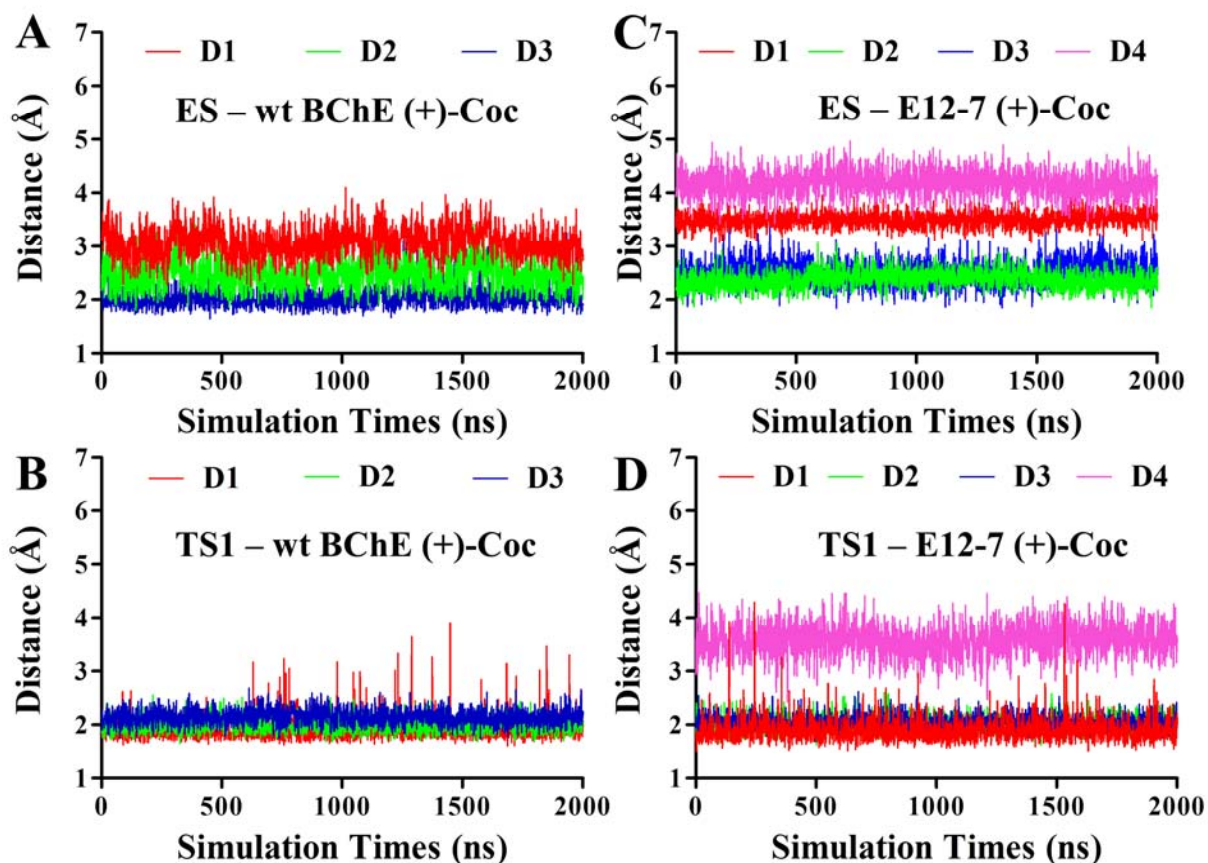 A
D1 D2 D3
ES – wt BChE (+)-Coc
Distance (Å)
7
6
5
4
3
2
1
0 500 1000 1500 2000
Simulation Times (ns)
C
D1 D2 D3 D4
ES – E12-7 (+)-Coc
Distance (Å)
7
6
5
4
3
2
1
0 500 1000 1500 2000
Simulation Times (ns)
B
D1 D2 D3
TS1 – wt BChE (+)-Coc
Distance (Å)
7
6
5
4
3
2
1
0 500 1000 1500 2000
Simulation Times (ns)
D
D1 D2 D3 D4
TS1 – E12-7 (+)-Coc
Distance (Å)
7
6
5
4
3
2
1
0 500 1000 1500 2000
Simulation Times (ns)